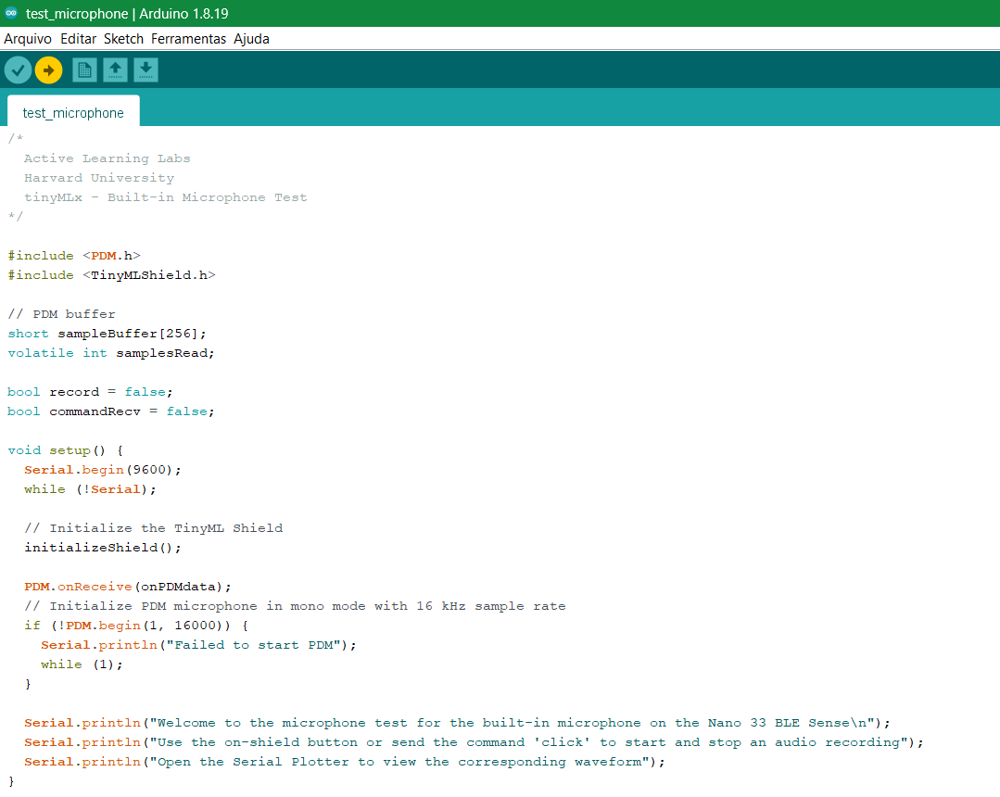 test_microphone | Arduino 1.8.19
Arquivo Editar Sketch Ferramentas Ajuda
test_microphone
/*
  Active Learning Labs
  Harvard University
  tinyMLx - Built-in Microphone Test
*/

#include <PDM.h>
#include <TinyMLShield.h>

// PDM buffer
short sampleBuffer[256];
volatile int samplesRead;

bool record = false;
bool commandRecv = false;

void setup() {
  Serial.begin(9600);
  while (!Serial);

  // Initialize the TinyML Shield
  initializeShield();

  PDM.onReceive(onPDMdata);
  // Initialize PDM microphone in mono mode with 16 kHz sample rate
  if (!PDM.begin(1, 16000)) {
    Serial.println("Failed to start PDM");
    while (1);
  }

  Serial.println("Welcome to the microphone test for the built-in microphone on the Nano 33 BLE Sense\n");
  Serial.println("Use the on-shield button or send the command 'click' to start and stop an audio recording");
  Serial.println("Open the Serial Plotter to view the corresponding waveform");
}